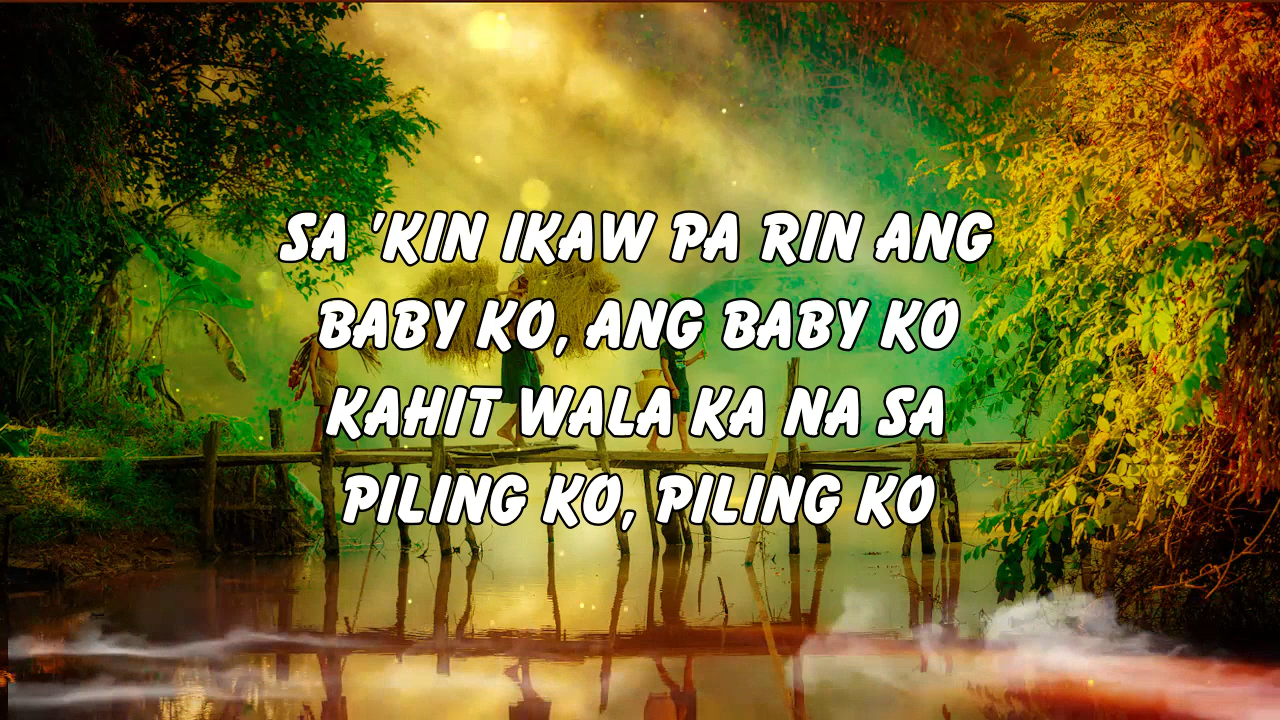 SA 'KIN IKAW PA RIN ANG
BABY KO, ANG BABY KO
KAHIT WALA KA NA SA
PILING KO, PILING KO